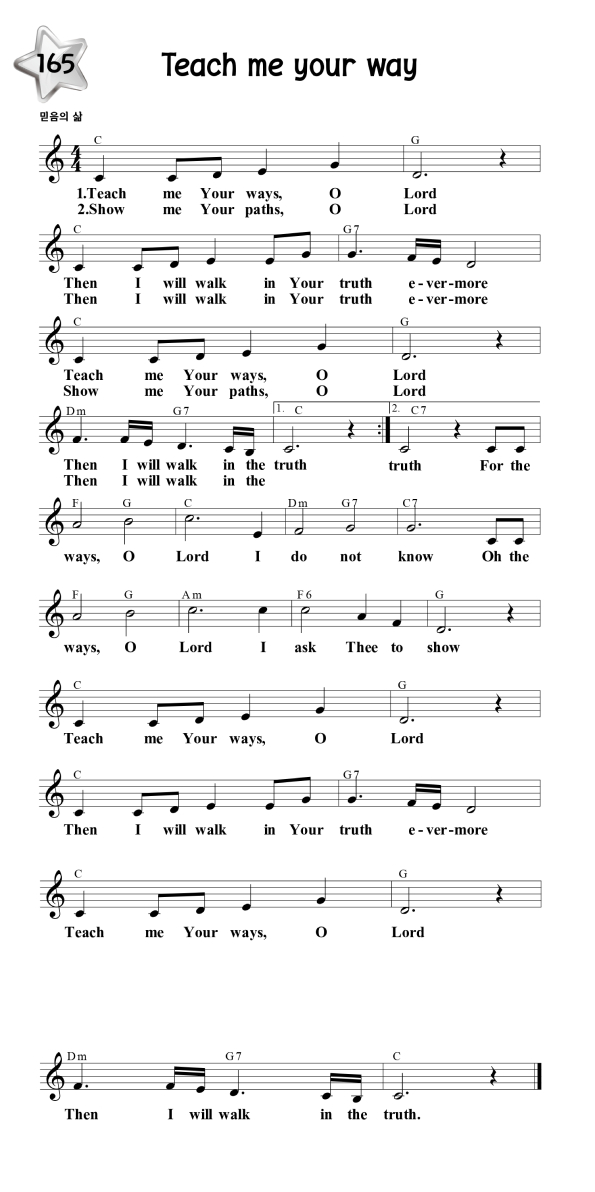 165
Teach me your way
믿음의 삶
C G
1.Teach me Your ways, O Lord
2.Show me Your paths, O Lord
C G7
Then I will walk in Your truth e-ver-more
Then I will walk in Your truth e-ver-more
C G
Teach me Your ways, O Lord
Show me Your paths, O Lord
Dm G7 1. C 2. C7
Then I will walk in the truth truth For the
Then I will walk in the
F G C Dm G7 C7
ways, O Lord I do not know Oh the
F G Am F6 G
ways, O Lord I ask Thee to show
C G
Teach me Your ways, O Lord
C G7
Then I will walk in Your truth e-ver-more
C G
Teach me Your ways, O Lord
Dm G7 C
Then I will walk in the truth.